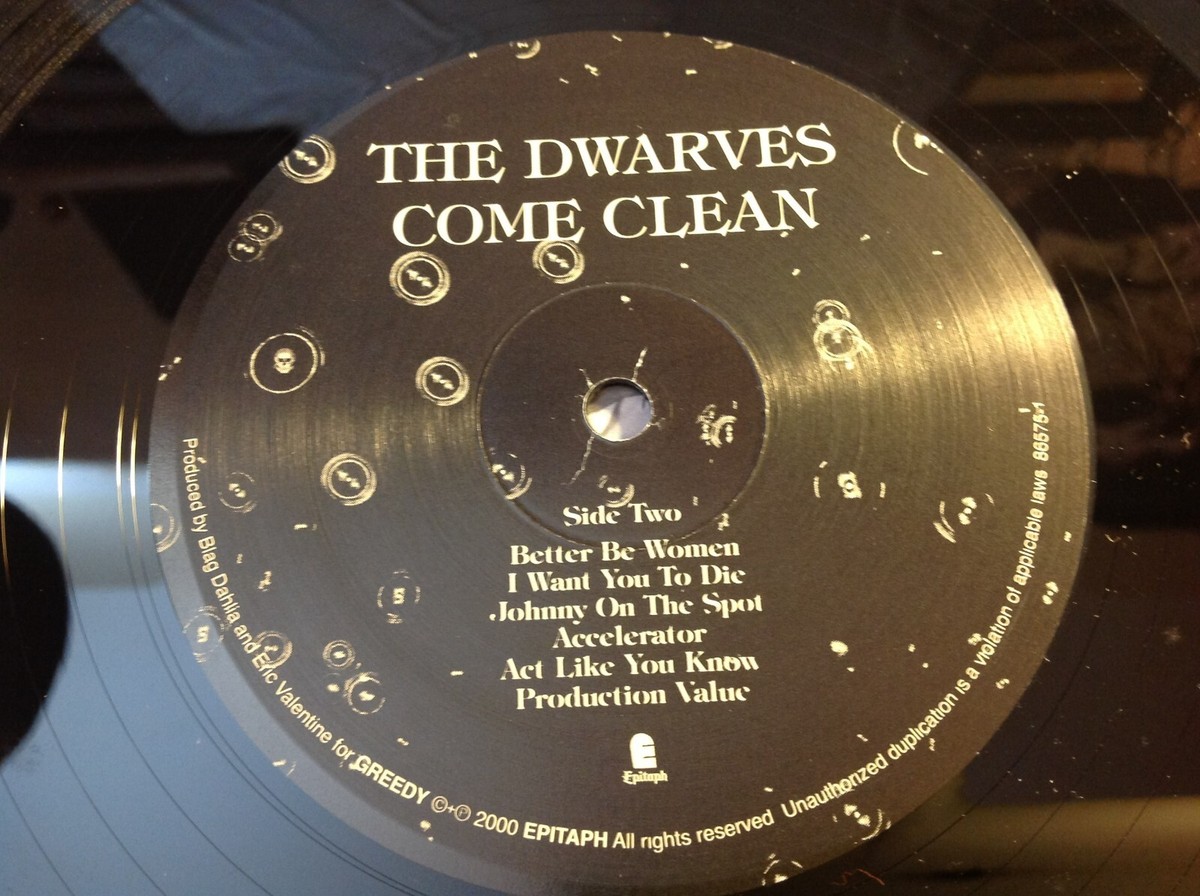 THE DWARVES
COME CLEAN
Side Two
Better Be Women
I Want You To Die
Johnny On The Spot
Accelerator
Act Like You Know
Production Value
E
Epitaph
Produced by Blag Dahlia and Eric Valentine for GREEDY ©+℗ 2000 EPITAPH All rights reserved Unauthorized duplication is a violation of applicable laws 86575-1